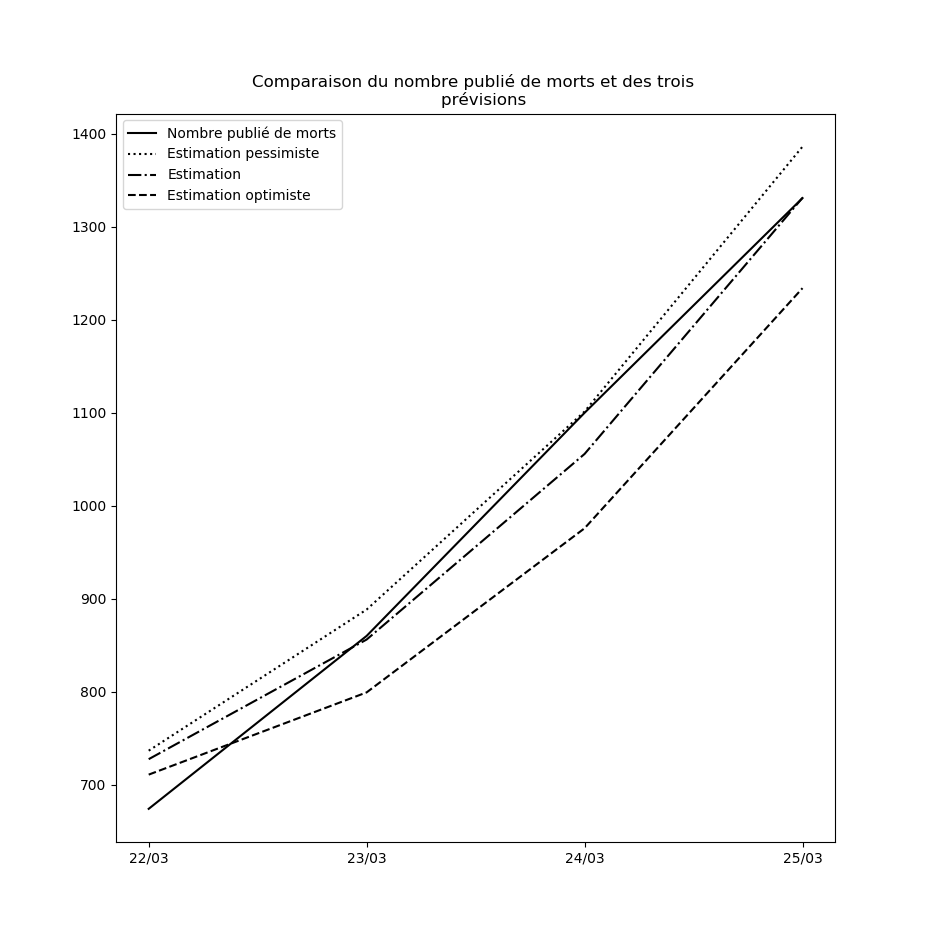 Comparaison du nombre publié de morts et des trois
prévisions
Nombre publié de morts
Estimation pessimiste
Estimation
Estimation optimiste
1400
1300
1200
1100
1000
900
800
700
22/03 23/03 24/03 25/03